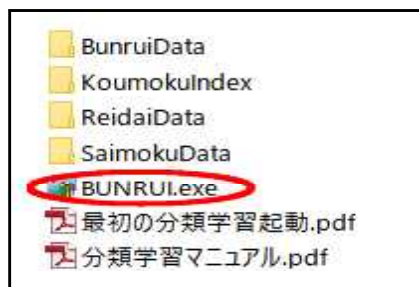 BunruiData
KoumokuIndex
ReidaiData
SaimokuData
BUNRUI.exe
最初の分類学習起動.pdf
分類学習マニュアル.pdf